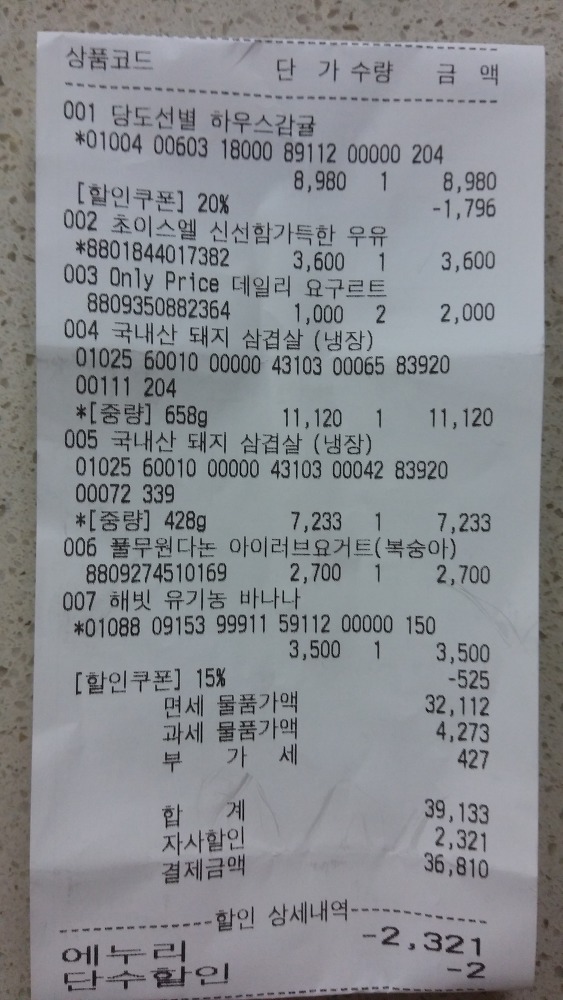 상품코드 단 가 수량 금 액
001 당도선별 하우스감귤
*01004 00603 18000 89112 00000 204
8,980 1 8,980
[할인쿠폰] 20% -1,796
002 초이스엘 신선함가득한 우유
*8801844017382 3,600 1 3,600
003 Only Price 데일리 요구르트
8809350882364 1,000 2 2,000
004 국내산 돼지 삼겹살 (냉장)
01025 60010 00000 43103 00065 83920
00111 204
*[중량] 658g 11,120 1 11,120
005 국내산 돼지 삼겹살 (냉장)
01025 60010 00000 43103 00042 83920
00072 339
*[중량] 428g 7,233 1 7,233
006 풀무원다논 아이러브요거트(복숭아)
8809274510169 2,700 1 2,700
007 해빗 유기농 바나나
*01088 09153 99911 59112 00000 150
3,500 1 3,500
[할인쿠폰] 15% -525
면세 물품가액 32,112
과세 물품가액 4,273
부 가 세 427
합 계 39,133
자사할인 2,321
결제금액 36,810
할인 상세내역
에누리 -2,321
단수할인 -2